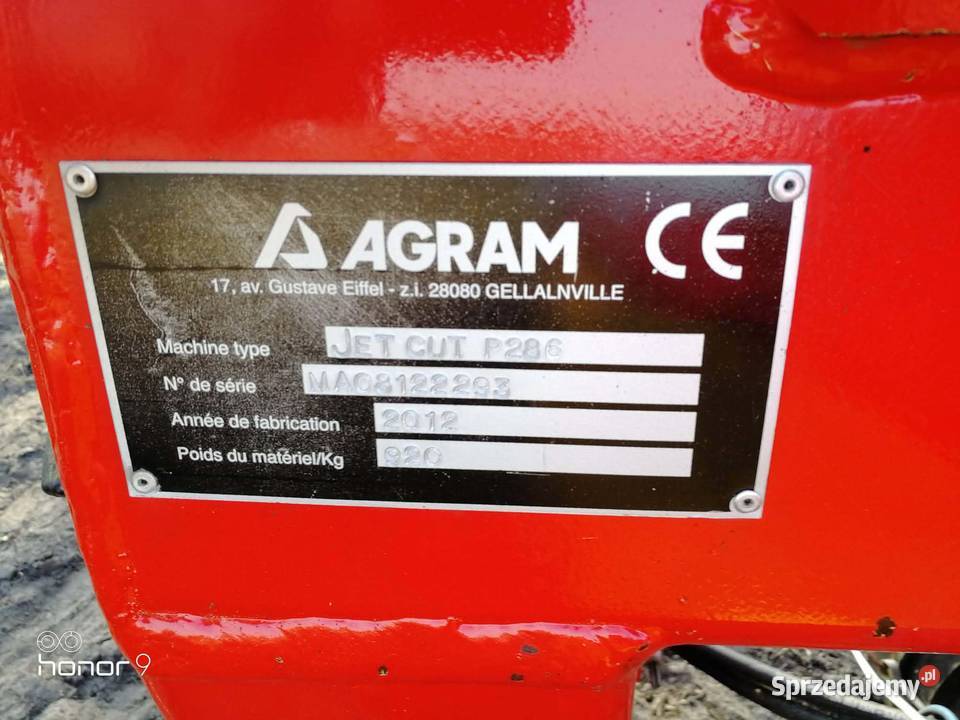 AGRAM CE
17, av. Gustave Eiffel - z.i. 28080 GELLALNVILLE
Machine type JET CUT P286
N° de série MA08122293
Année de fabrication 2012
Poids du matériel/Kg 920
honor 9
Sprzedajemy.pl